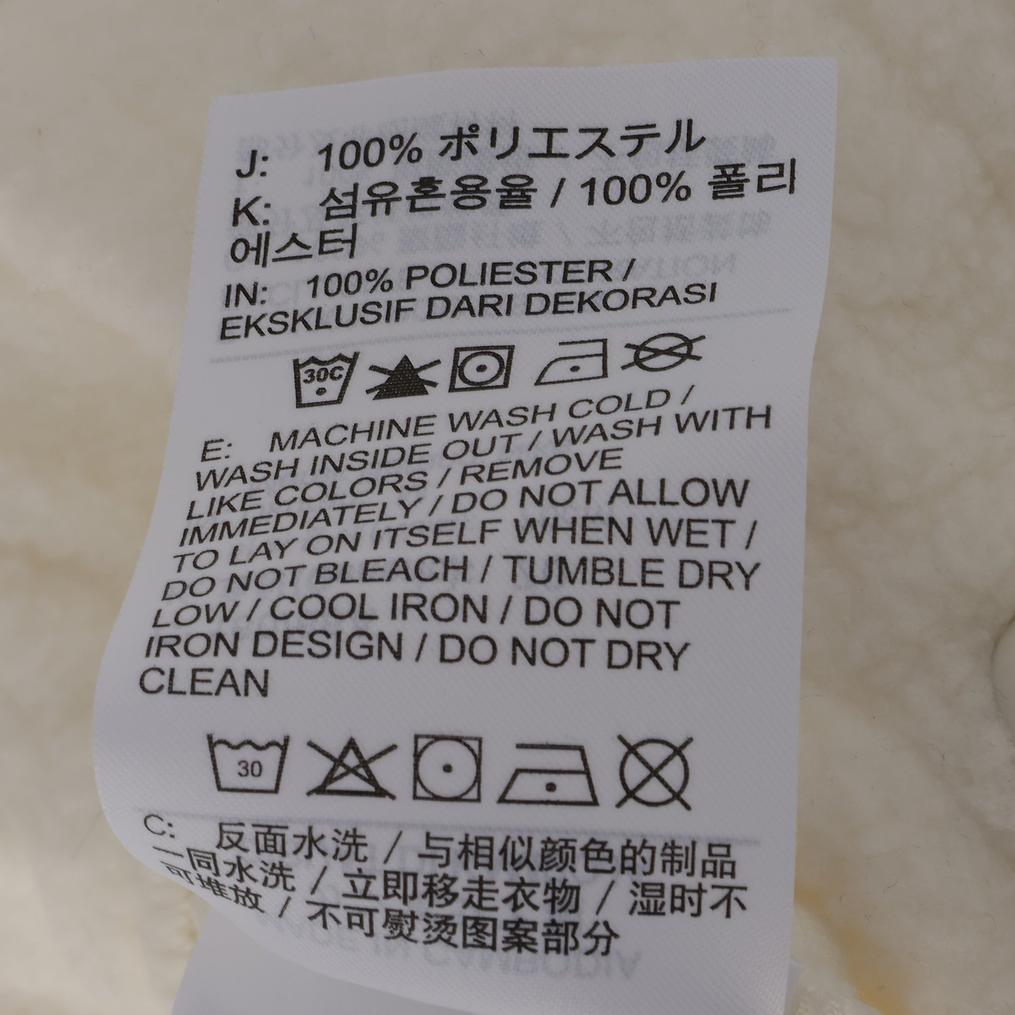 J: 100% ポリエステル
K: 섬유혼용율 / 100% 폴리
에스터
IN: 100% POLIESTER /
EKSKLUSIF DARI DEKORASI
30C
E: MACHINE WASH COLD /
WASH INSIDE OUT / WASH WITH
LIKE COLORS / REMOVE
IMMEDIATELY / DO NOT ALLOW
TO LAY ON ITSELF WHEN WET /
DO NOT BLEACH / TUMBLE DRY
LOW / COOL IRON / DO NOT
IRON DESIGN / DO NOT DRY
CLEAN
30
C: 反面水洗 / 与相似颜色的制品
一同水洗 / 立即移走衣物 / 湿时不
可堆放 / 不可熨烫图案部分